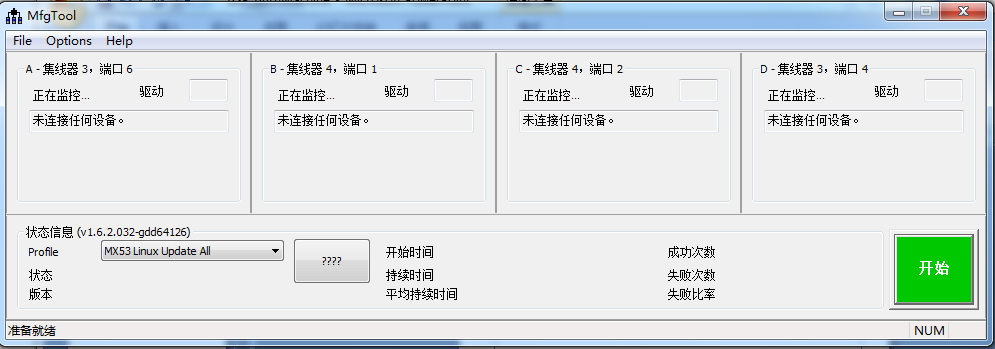 MfgTool
File Options Help
A - 集线器 3，端口 6
正在监控... 驱动
未连接任何设备。
B - 集线器 4，端口 1
正在监控... 驱动
未连接任何设备。
C - 集线器 4，端口 2
正在监控... 驱动
未连接任何设备。
D - 集线器 3，端口 4
正在监控... 驱动
未连接任何设备。
状态信息 (v1.6.2.032-gdd64126)
Profile MX53 Linux Update All
状态
版本
????
开始时间
持续时间
平均持续时间
成功次数
失败次数
失败比率
开始
准备就绪 NUM